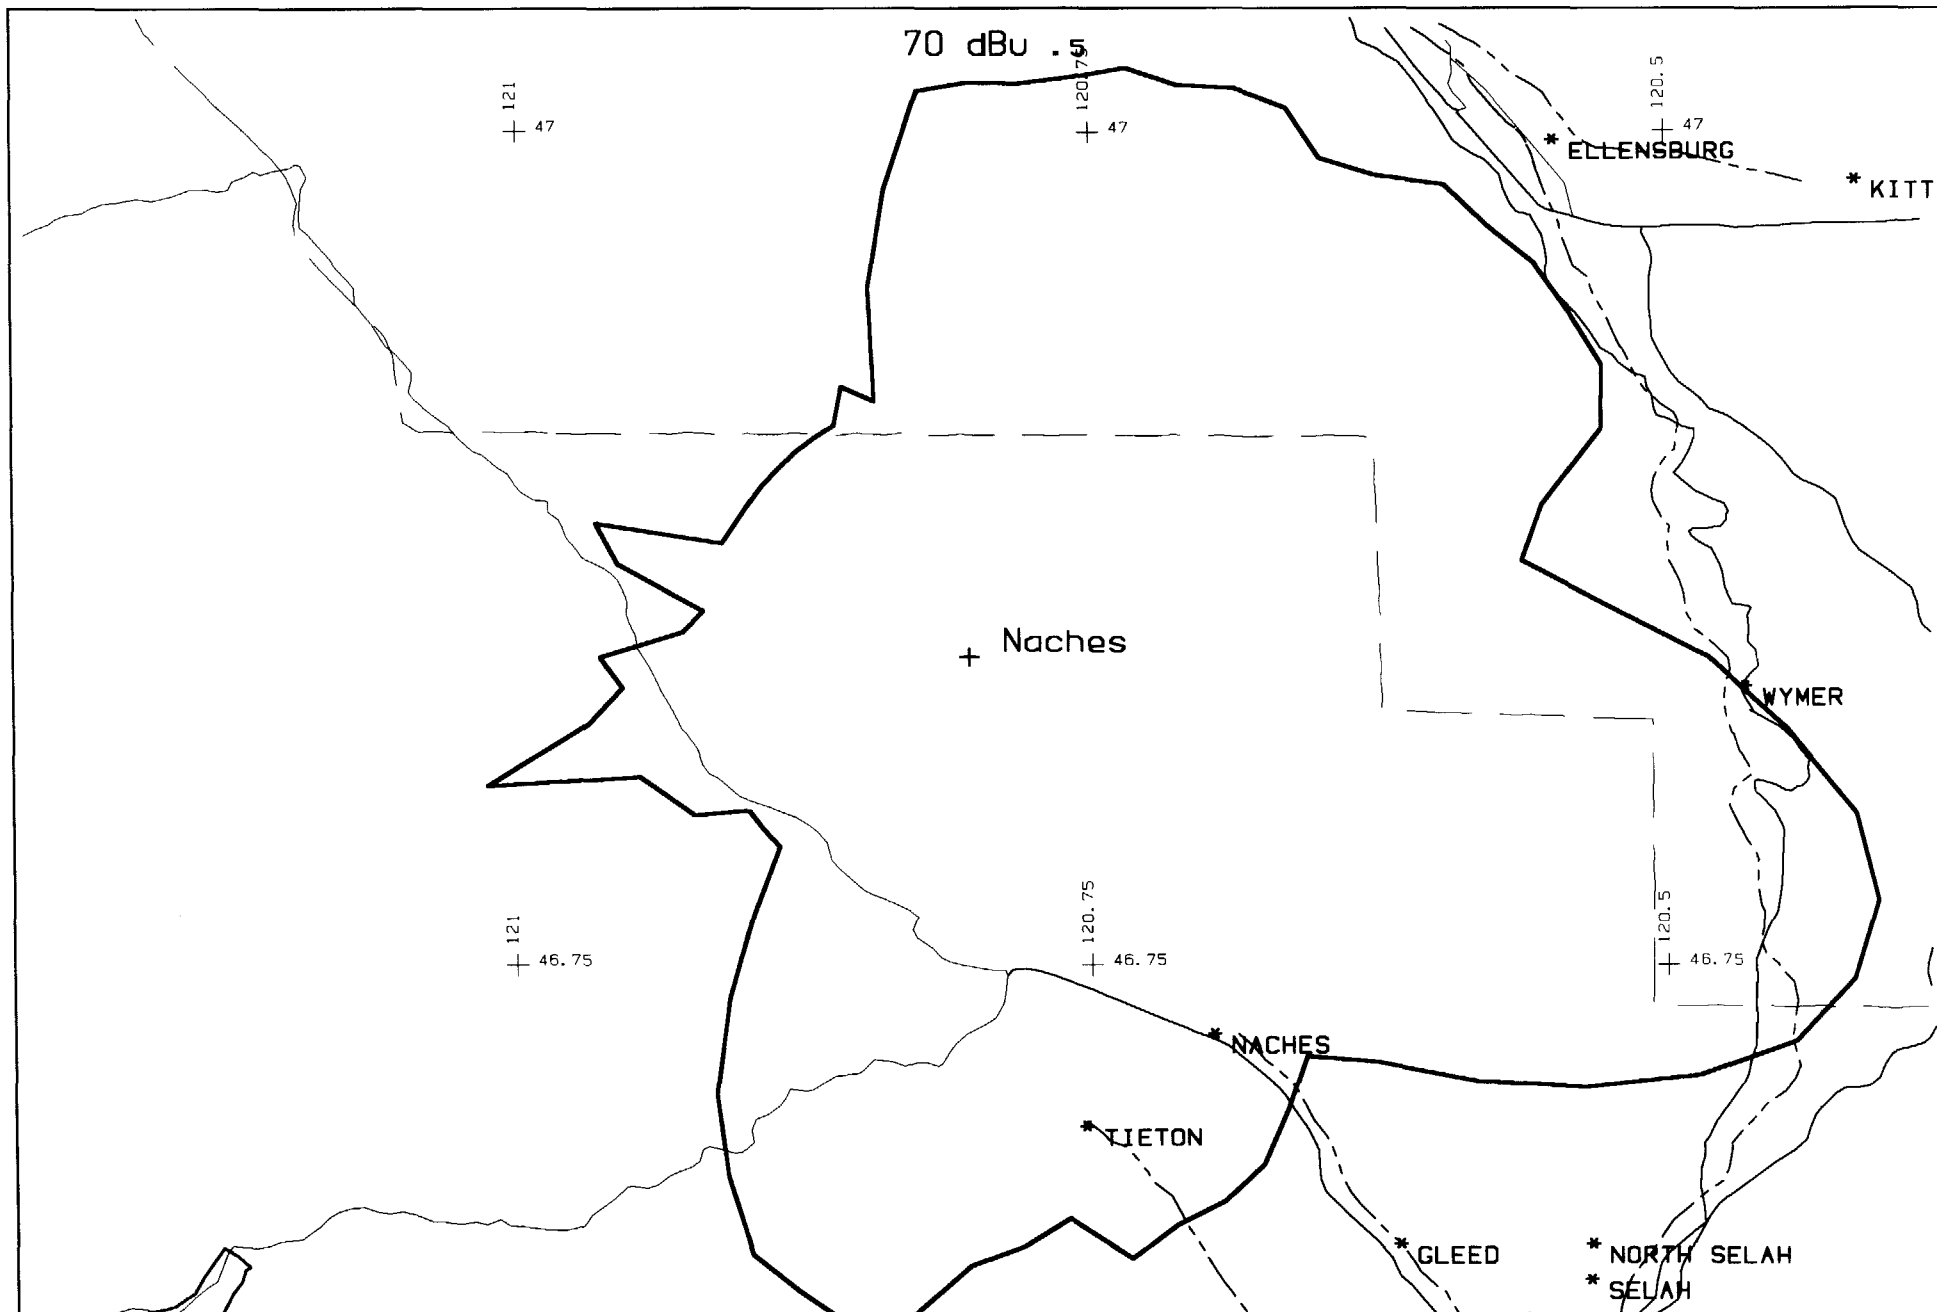 70 dBu .5
121
47
120.75
47
120.5
47
* ELLENSBURG
* KITT
+ Naches
* WYMER
121
46.75
120.75
46.75
120.5
46.75
* NACHES
* TIETON
* GLEED
* NORTH SELAH
* SELAH